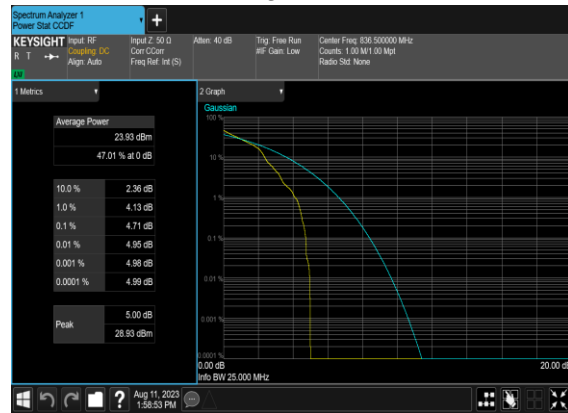 Spectrum Analyzer 1
Power Stat CCDF
KEYSIGHT
R T
LXI
Input: RF
Coupling: DC
Align: Auto
Input Z: 50 Ω
Corr CCorr
Freq Ref: Int (S)
Atten: 40 dB
Trig: Free Run
#IF Gain: Low
Center Freq: 836.500000 MHz
Counts: 1.00 M/1.00 Mpt
Radio Std: None
1 Metrics
Average Power
23.93 dBm
47.01 % at 0 dB
10.0 % 2.36 dB
1.0 % 4.13 dB
0.1 % 4.71 dB
0.01 % 4.95 dB
0.001 % 4.98 dB
0.0001 % 4.99 dB
Peak
5.00 dB
28.93 dBm
2 Graph
Gaussian
100 %
10 %
1 %
0.1 %
0.01 %
0.001 %
0.0001 %
0.00 dB
20.00 dB
Info BW 25.000 MHz
Aug 11, 2023
1:58:53 PM